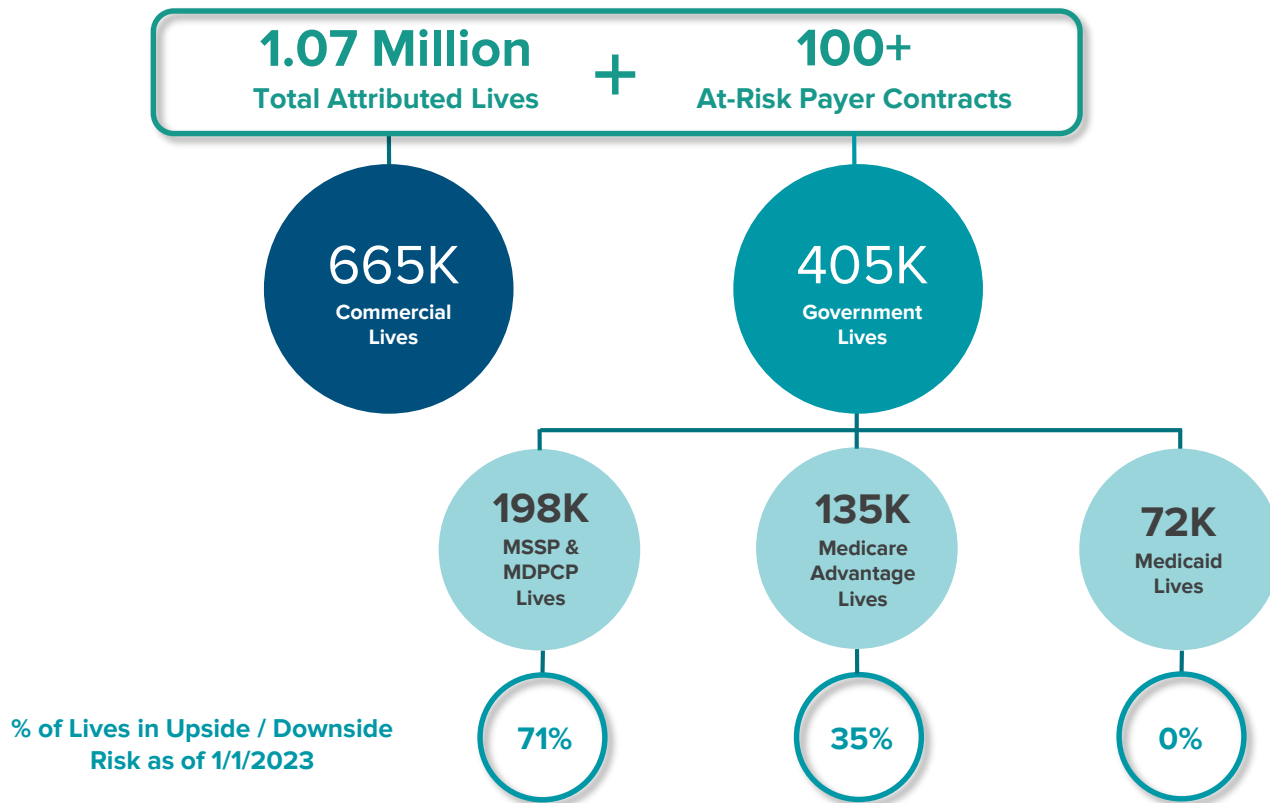 1.07 Million
Total Attributed Lives
+
100+
At-Risk Payer Contracts
665K
Commercial
Lives
405K
Government
Lives
198K
MSSP &
MDPCP
Lives
135K
Medicare
Advantage
Lives
72K
Medicaid
Lives
% of Lives in Upside / Downside
Risk as of 1/1/2023
71%
35%
0%